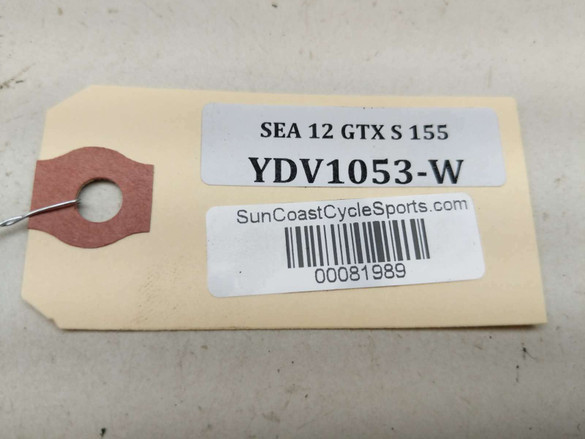 SEA 12 GTX S 155
YDV1053-W
SunCoastCycleSports.com
00081989